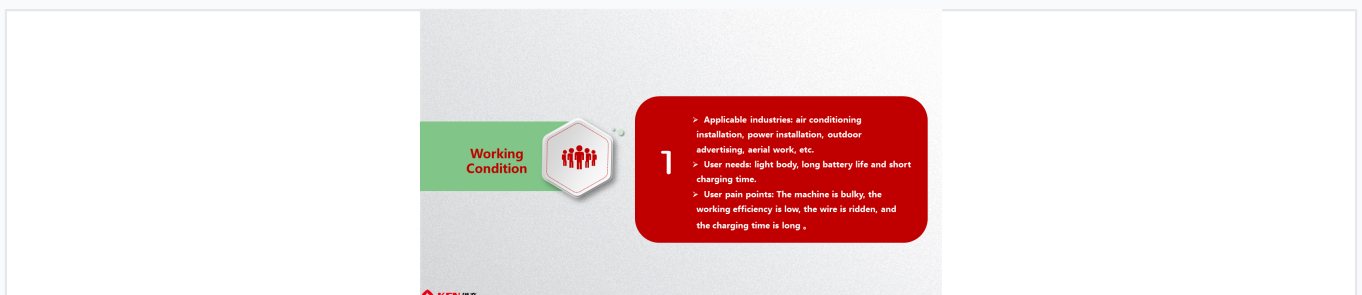 Working
Condition
1
➢ Applicable industries: air conditioning
installation, power installation, outdoor
advertising, aerial work, etc.
➢ User needs: light body, long battery life and short
charging time.
➢ User pain points: The machine is bulky, the
working efficiency is low, the wire is ridden, and
the charging time is long 。